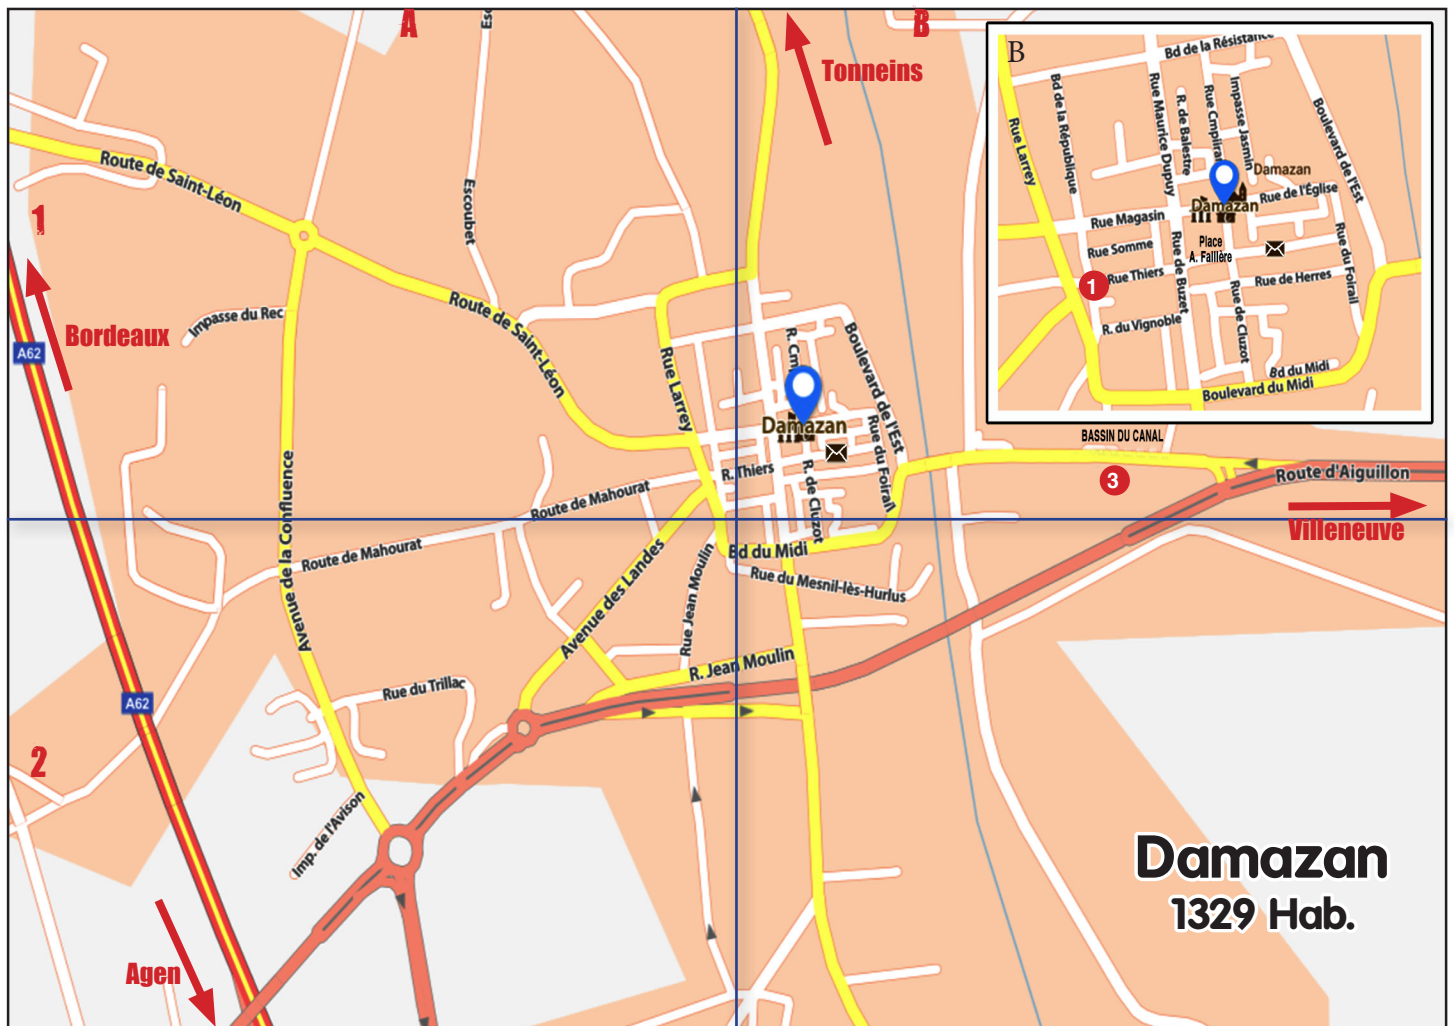 A
B
Esc
Tonneins
B
Bd de la Résistance
Bd de la République
Rue Maurice Dupuy
R. de Balestre
Impasse Jasmin
Boulevard de l'Est
Rue Larrey
Damazan
Damazan
Rue de l'Église
Rue Magasin
Rue Somme
Place
A. Fallière
Rue Thiers
1
Rue de Buzet
Rue de Herres
Rue du Foirail
R. du Vignoble
Rue de Cluzot
Bd du Midi
Boulevard du Midi
Route de Saint-Léon
Escoubet
1
Bordeaux
A62
Impasse du Rec
Route de Saint-Léon
Rue Larrey
R. Cm
Boulevard de l'Est
Damazan
Rue du Foirail
R. Thiers
R. de Cluzot
BASSIN DU CANAL
3
Route d'Aiguillon
Villeneuve
Route de Mahourat
Route de Mahourat
Avenue de la Confluence
Bd du Midi
Rue du Mesnil-lès-Hurlus
Avenue des Landes
Rue Jean Moulin
R. Jean Moulin
Rue du Trillac
A62
2
Imp. de l'Avison
Agen
Damazan
1329 Hab.